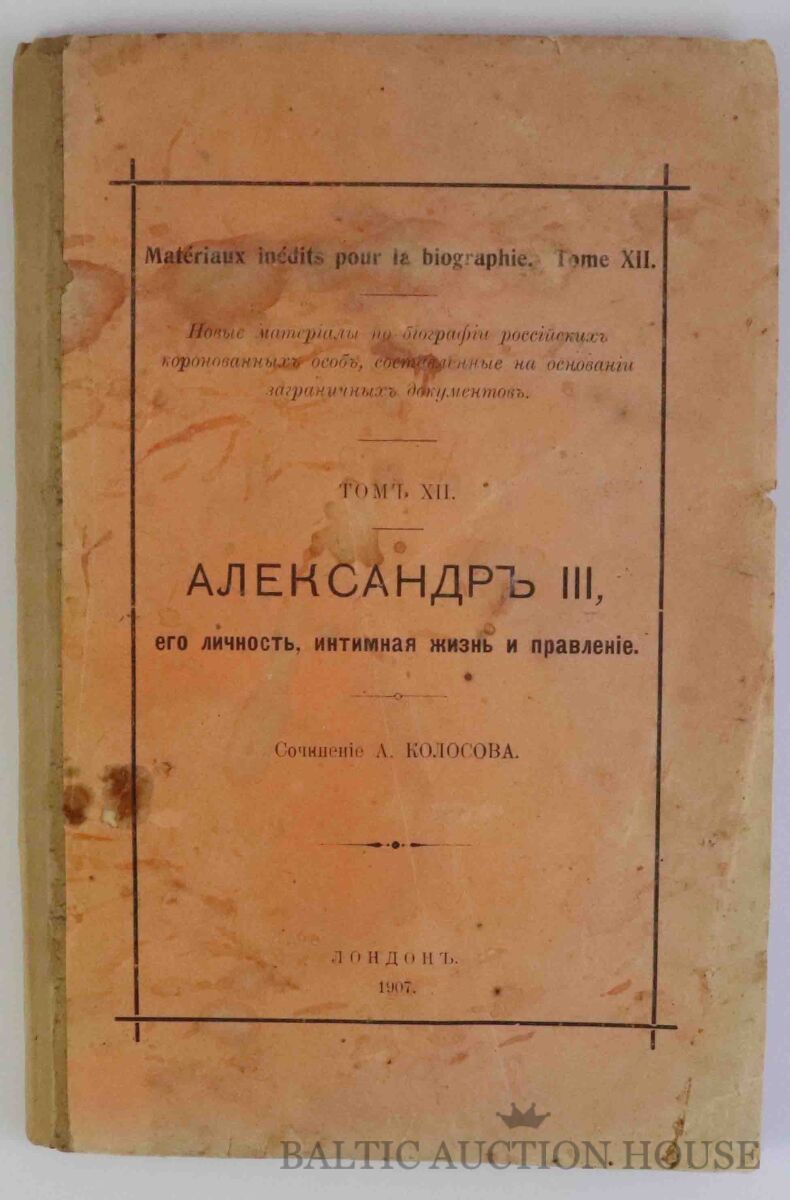 Matériaux inédits pour la biographie. Tome XII.
Новые матеріалы по біографіи россійскихъ
коронованныхъ особъ, составленные на основаніи
заграничныхъ документовъ.
ТОМЪ XII.
АЛЕКСАНДРЪ III,
его личность, интимная жизнь и правленіе.
Сочиненіе А. КОЛОСОВА.
ЛОНДОНЪ.
1907.
BALTIC AUCTION HOUSE